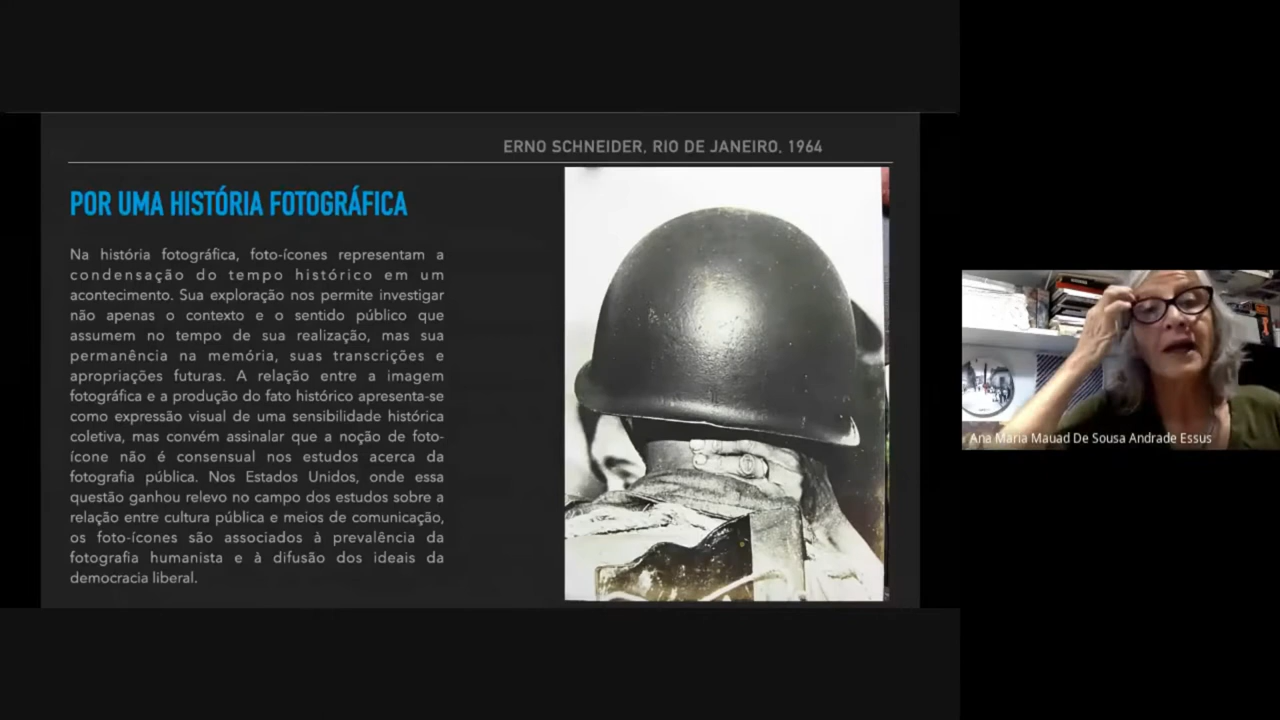 ERNO SCHNEIDER, RIO DE JANEIRO. 1964
POR UMA HISTÓRIA FOTOGRÁFICA
Na história fotográfica, foto-ícones representam a
condensação do tempo histórico em um
acontecimento. Sua exploração nos permite investigar
não apenas o contexto e o sentido público que
assumem no tempo de sua realização, mas sua
permanência na memória, suas transcrições e
apropriações futuras. A relação entre a imagem
fotográfica e a produção do fato histórico apresenta-se
como expressão visual de uma sensibilidade histórica
coletiva, mas convém assinalar que a noção de foto-
ícone não é consensual nos estudos acerca da
fotografia pública. Nos Estados Unidos, onde essa
questão ganhou relevo no campo dos estudos sobre a
relação entre cultura pública e meios de comunicação,
os foto-ícones são associados à prevalência da
fotografia humanista e à difusão dos ideais da
democracia liberal.
Ana Maria Mauad De Sousa Andrade Essus